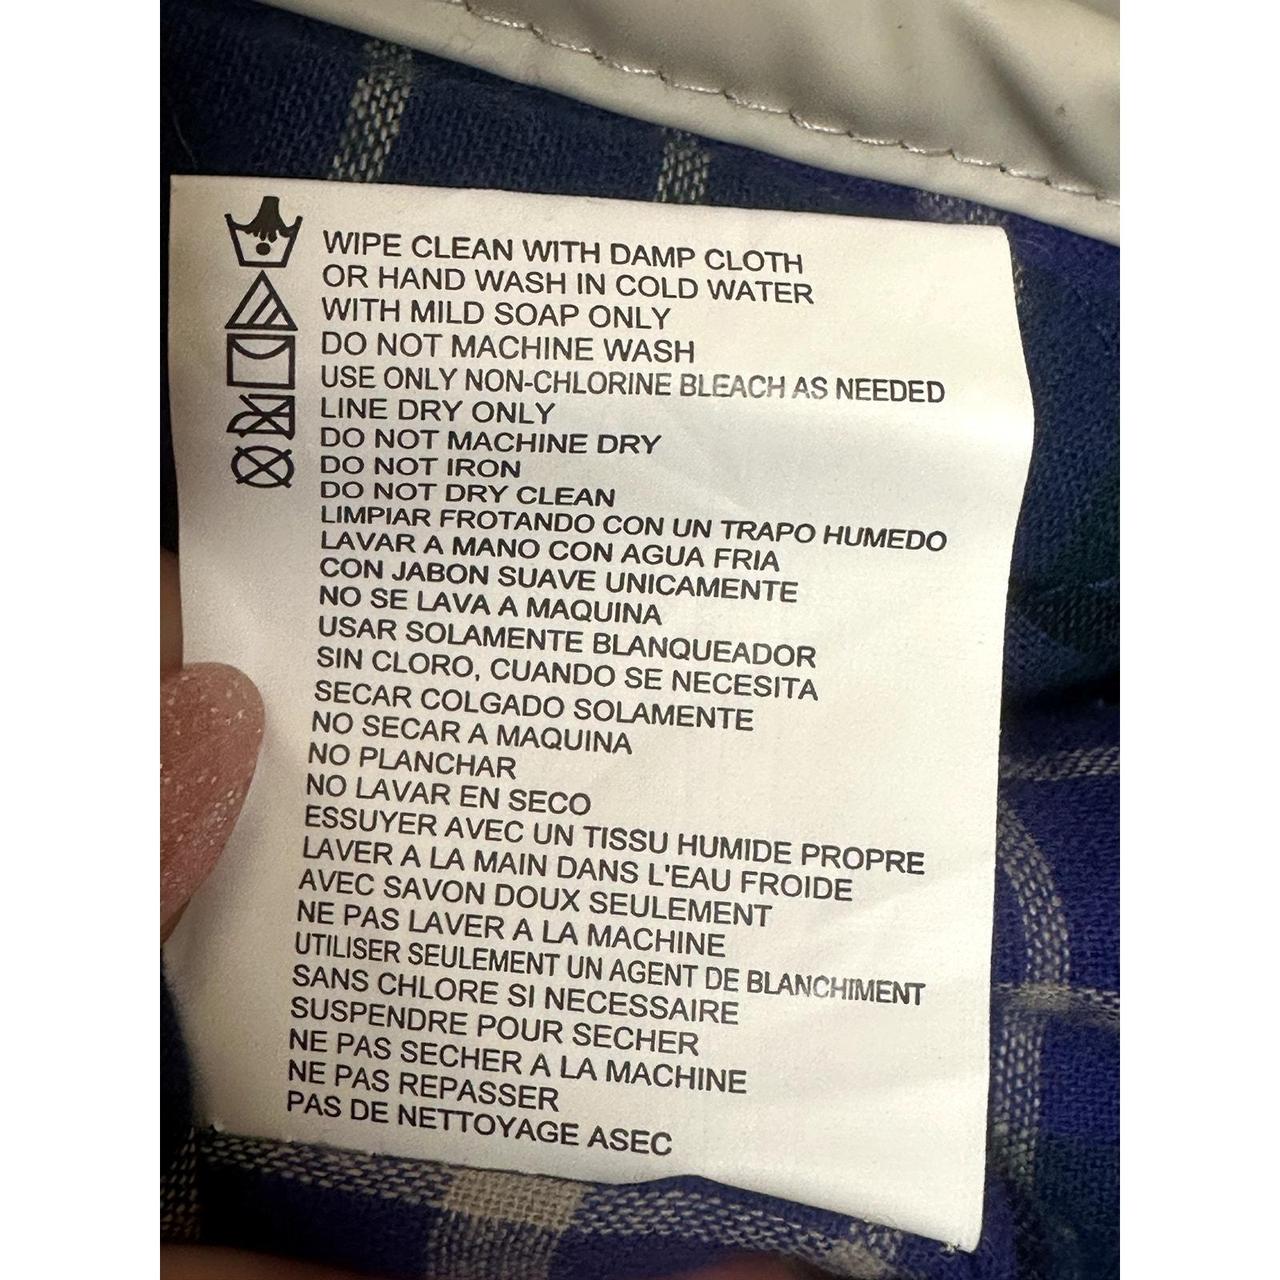 WIPE CLEAN WITH DAMP CLOTH
OR HAND WASH IN COLD WATER
WITH MILD SOAP ONLY
DO NOT MACHINE WASH
USE ONLY NON-CHLORINE BLEACH AS NEEDED
LINE DRY ONLY
DO NOT MACHINE DRY
DO NOT IRON
DO NOT DRY CLEAN
LIMPIAR FROTANDO CON UN TRAPO HUMEDO
LAVAR A MANO CON AGUA FRIA
CON JABON SUAVE UNICAMENTE
NO SE LAVA A MAQUINA
USAR SOLAMENTE BLANQUEADOR
SIN CLORO, CUANDO SE NECESITA
SECAR COLGADO SOLAMENTE
NO SECAR A MAQUINA
NO PLANCHAR
NO LAVAR EN SECO
ESSUYER AVEC UN TISSU HUMIDE PROPRE
LAVER A LA MAIN DANS L'EAU FROIDE
AVEC SAVON DOUX SEULEMENT
NE PAS LAVER A LA MACHINE
UTILISER SEULEMENT UN AGENT DE BLANCHIMENT
SANS CHLORE SI NECESSAIRE
SUSPENDRE POUR SECHER
NE PAS SECHER A LA MACHINE
NE PAS REPASSER
PAS DE NETTOYAGE ASEC